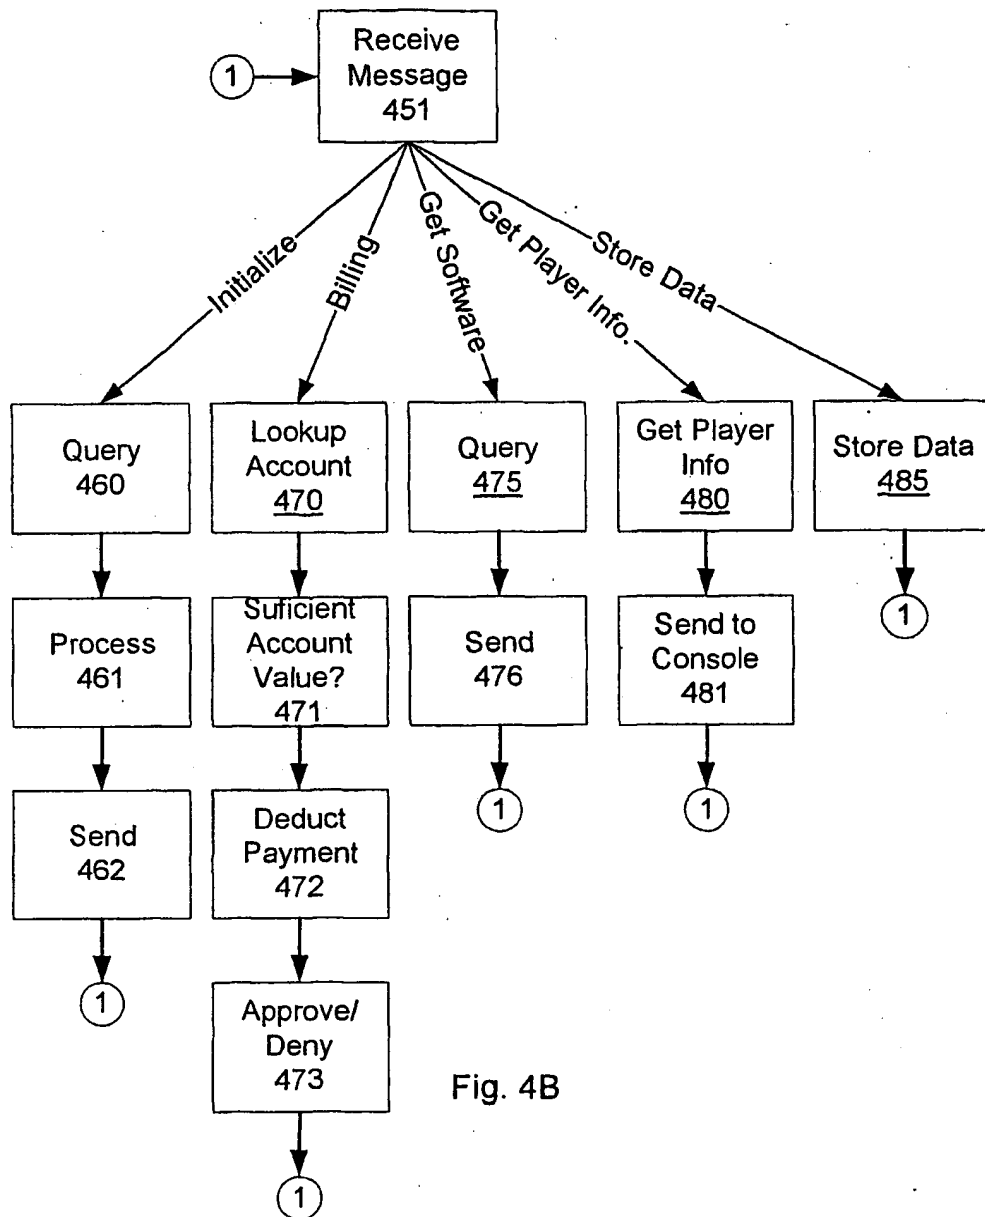 Receive
Message
451
1
Initialize
Billing
Get Software
Get Player Info.
Store Data
Query
460
Lookup
Account
470
Query
475
Get Player
Info
480
Store Data
485
Process
461
Suficient
Account
Value?
471
Send
476
Send to
Console
481
1
Send
462
Deduct
Payment
472
1
1
1
Approve/
Deny
473
1
Fig. 4B